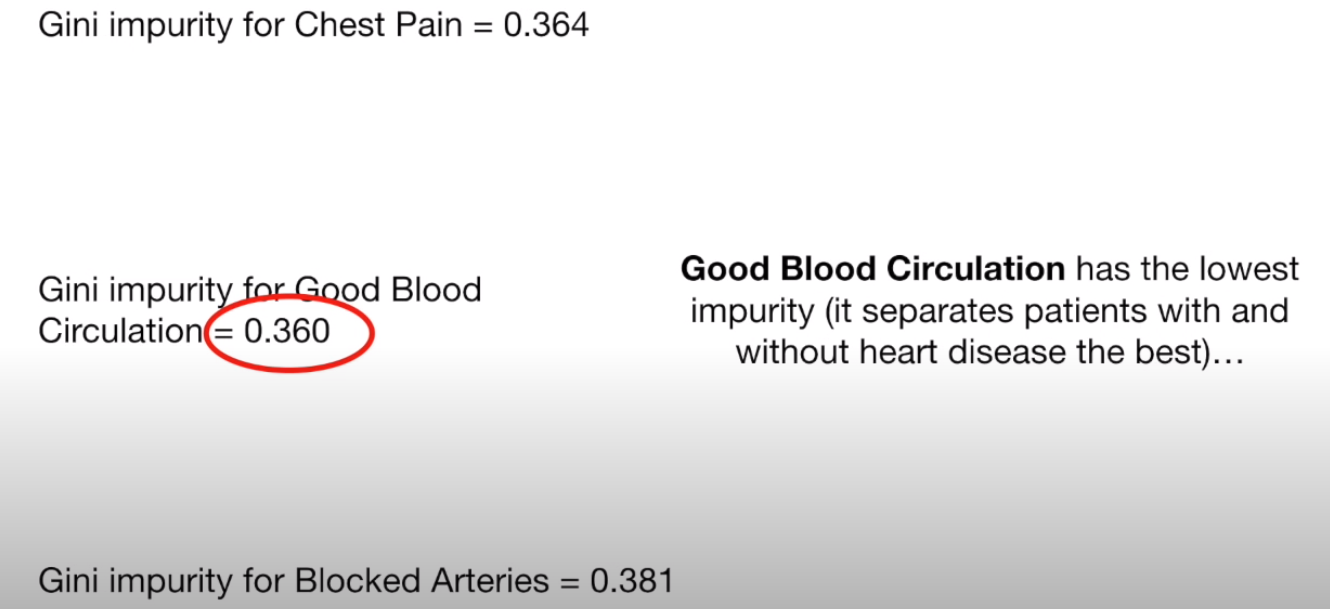 Gini impurity for Chest Pain = 0.364
Gini impurity for Good Blood
Circulation = 0.360
Good Blood Circulation has the lowest
impurity (it separates patients with and
without heart disease the best)…
Gini impurity for Blocked Arteries = 0.381